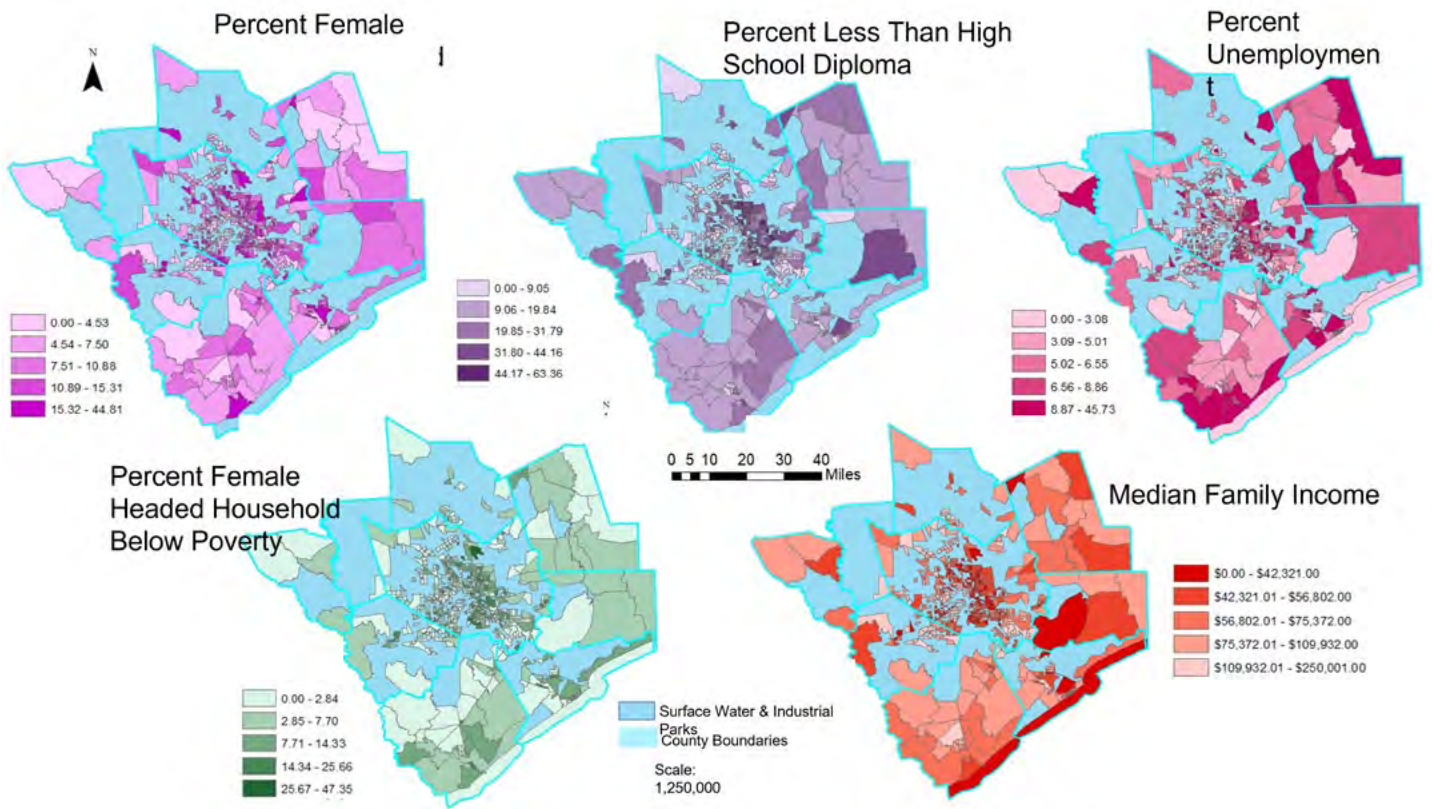 Percent Female
d
N
0.00 - 4.53
4.54 - 7.50
7.51 - 10.88
10.89 - 15.31
15.32 - 44.81
Percent Less Than High
School Diploma
0.00 - 9.05
9.06 - 19.84
19.85 - 31.79
31.80 - 44.16
44.17 - 63.36
Percent
Unemploymen
t
0.00 - 3.08
3.09 - 5.01
5.02 - 6.55
6.56 - 8.86
8.87 - 45.73
N
0 5 10 20 30 40
Miles
Percent Female
Headed Household
Below Poverty
0.00 - 2.84
2.85 - 7.70
7.71 - 14.33
14.34 - 25.66
25.67 - 47.35
Surface Water & Industrial
Parks
County Boundaries
Scale:
1,250,000
Median Family Income
$0.00 - $42,321.00
$42,321.01 - $56,802.00
$56,802.01 - $75,372.00
$75,372.01 - $109,932.00
$109,932.01 - $250,001.00